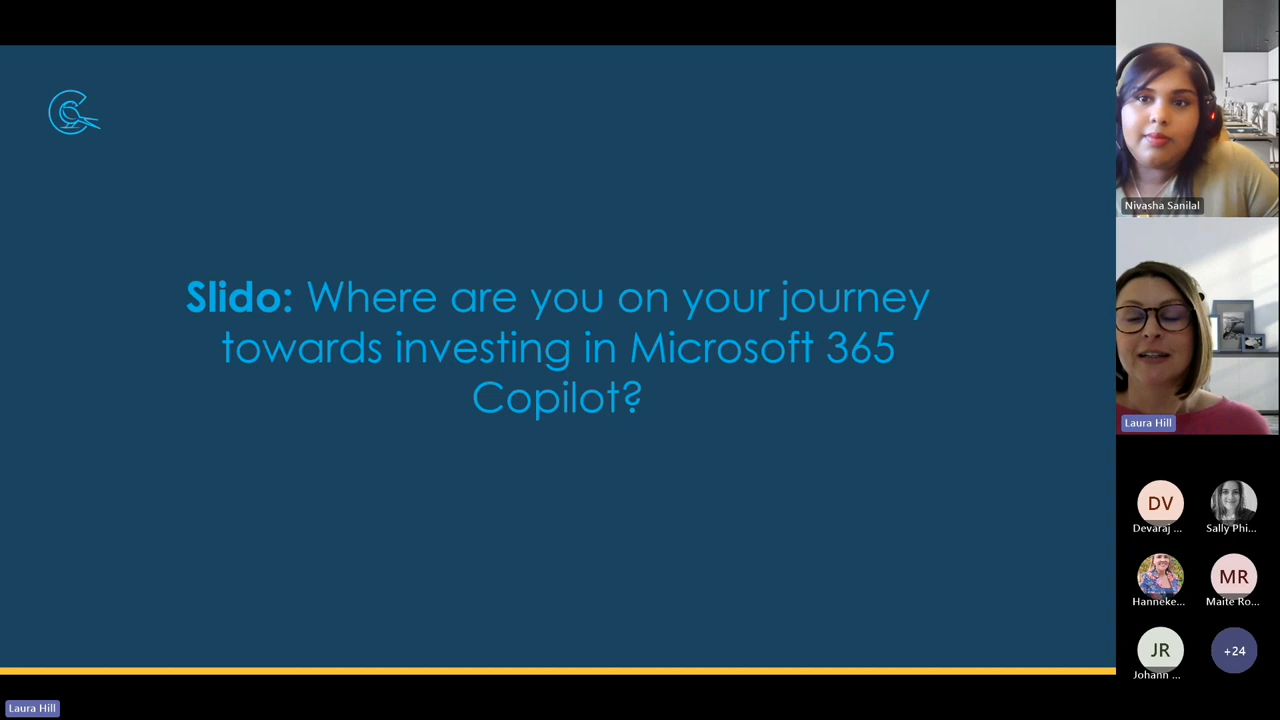 Slido: Where are you on your journey
towards investing in Microsoft 365
Copilot?
Nivasha Sanilal
Laura Hill
DV
Devaraj ...
Sally Phi...
Hanneke...
MR
Maite Ro...
JR
Johann ...
+24
Laura Hill